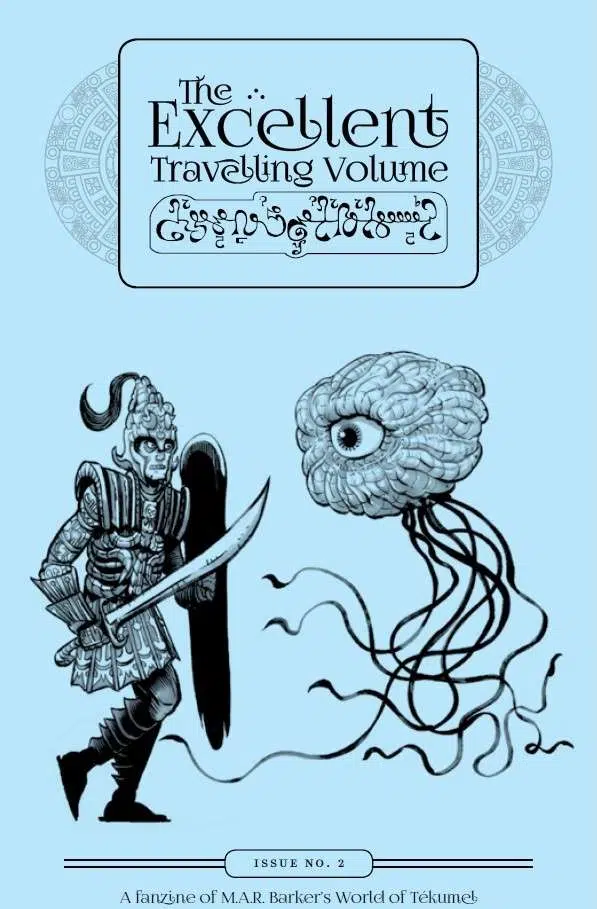 The
Excellent
Travelling Volume
ISSUE NO. 2
A fanzine of M.A.R. Barker's World of Tékumel